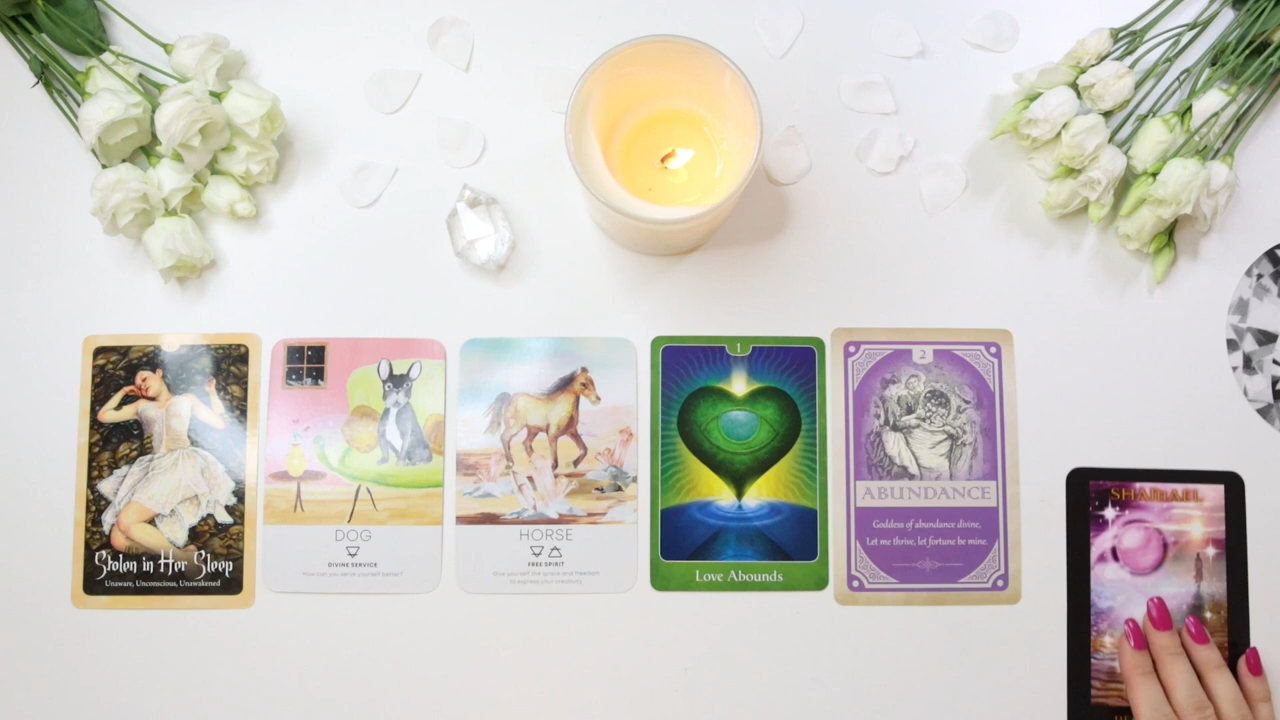 Stolen in Her Sleep
Unaware, Unconscious, Unawakened
DOG
DIVINE SERVICE
How can you serve yourself better?
HORSE
FREE SPIRIT
Give yourself the space and freedom
to express your creativity
1
Love Abounds
2
ABUNDANCE
Goddess of abundance divine,
Let me thrive, let fortune be mine.
SHAMAEL